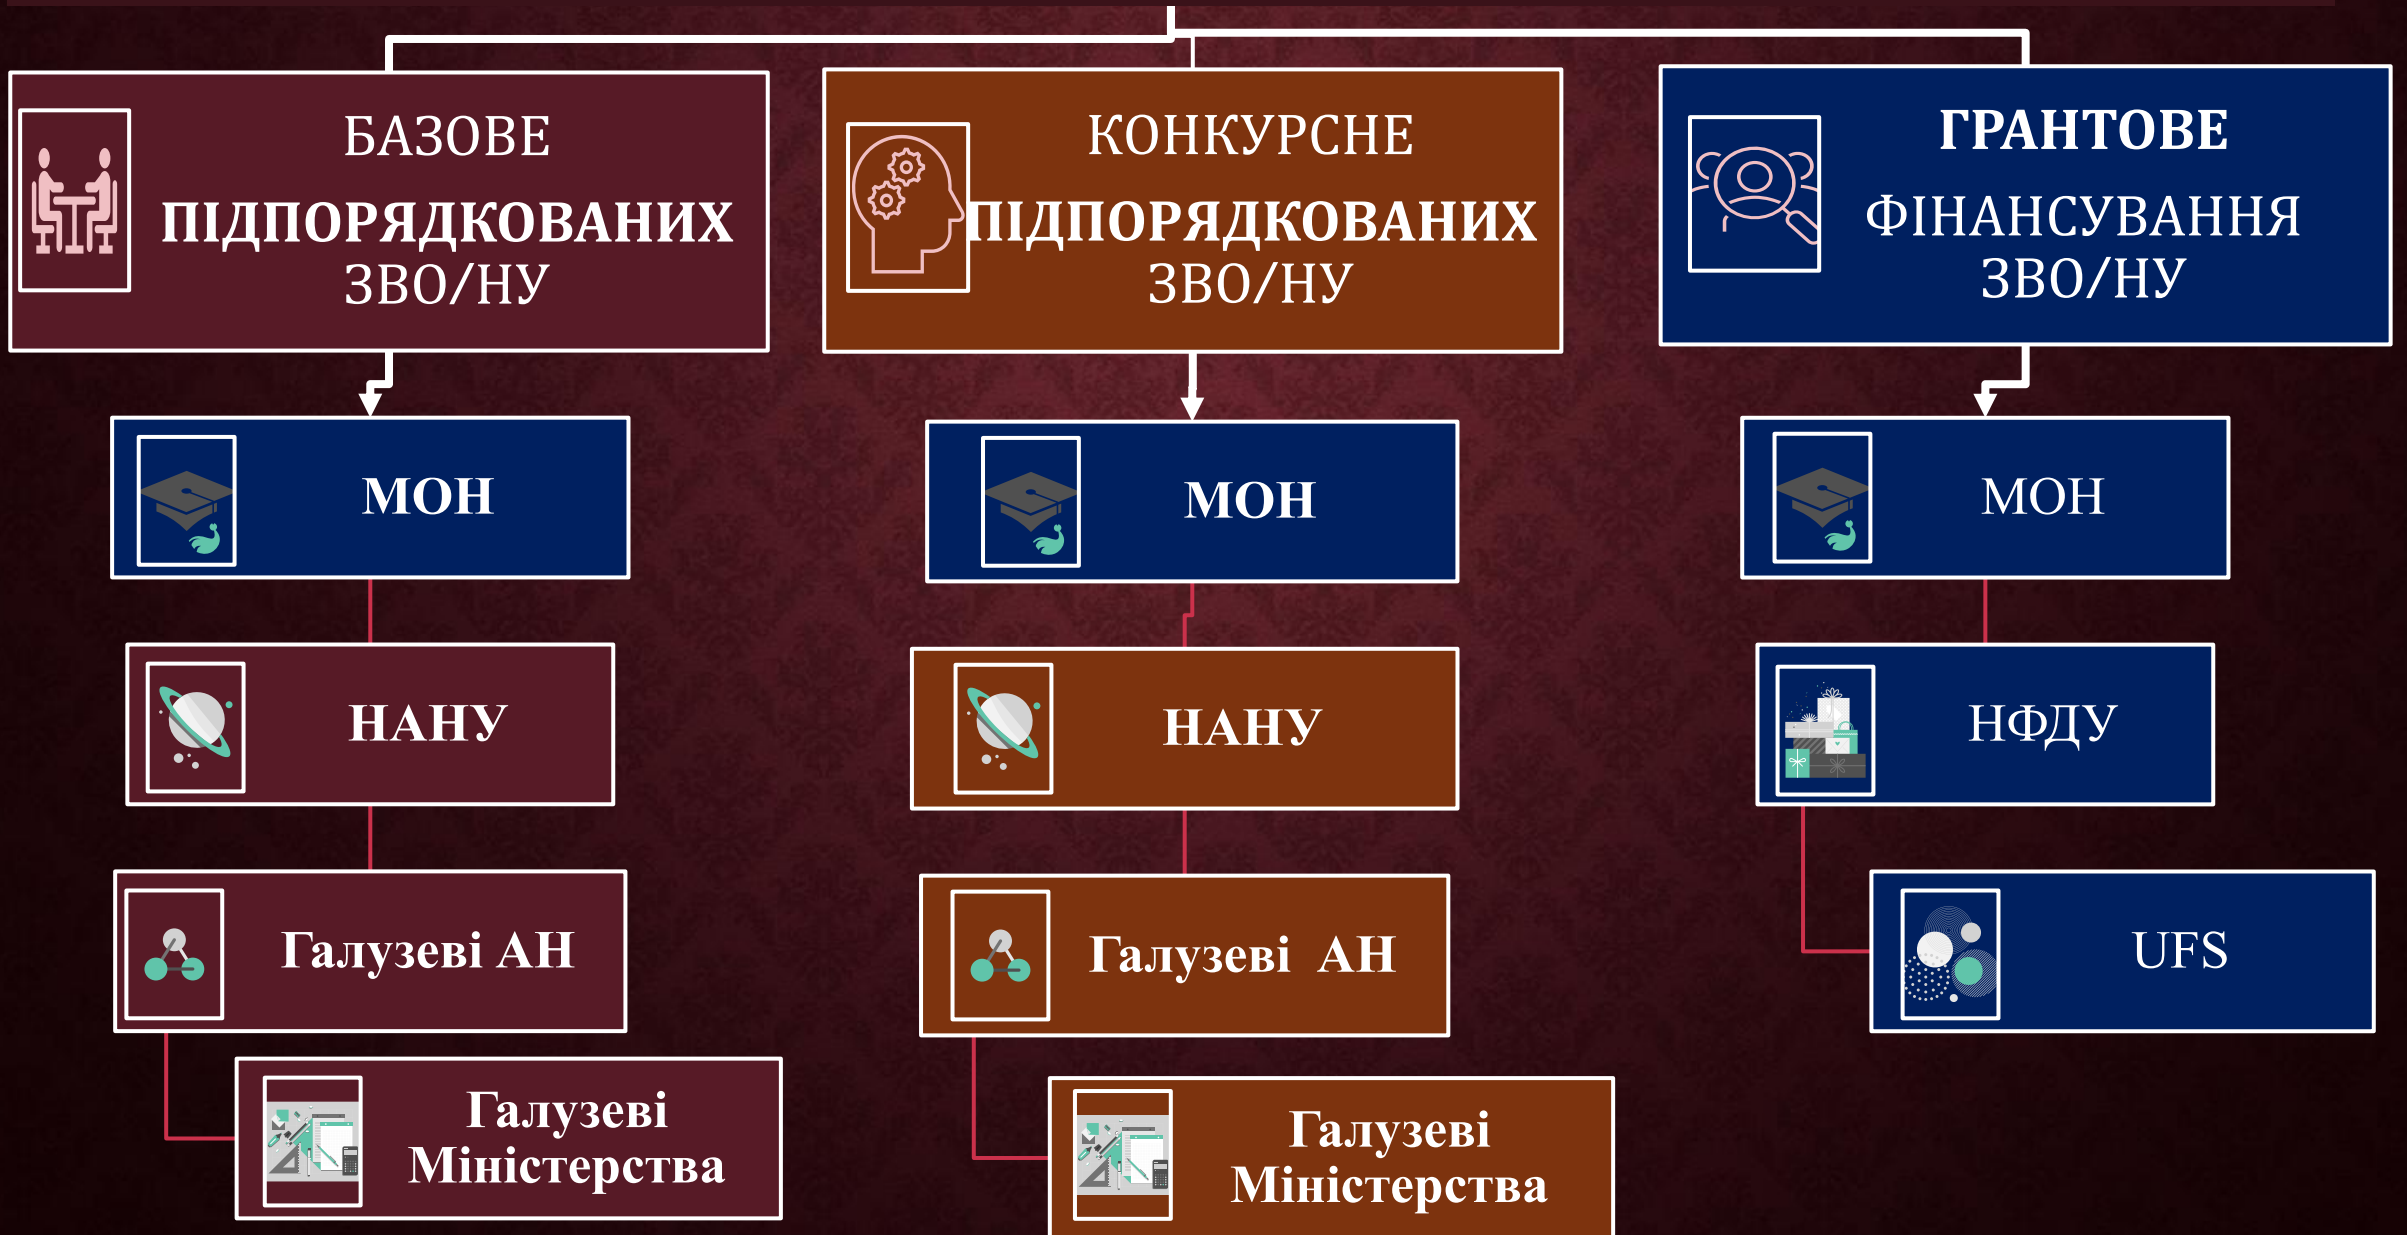 БАЗОВЕ
ПІДПОРЯДКОВАНИХ
ЗВО/НУ
КОНКУРСНЕ
ПІДПОРЯДКОВАНИХ
ЗВО/НУ
ГРАНТОВЕ
ФІНАНСУВАННЯ
ЗВО/НУ
МОН
НАНУ
Галузеві АН
Галузеві
Міністерства
МОН
НАНУ
Галузеві АН
Галузеві
Міністерства
МОН
НФДУ
UFS